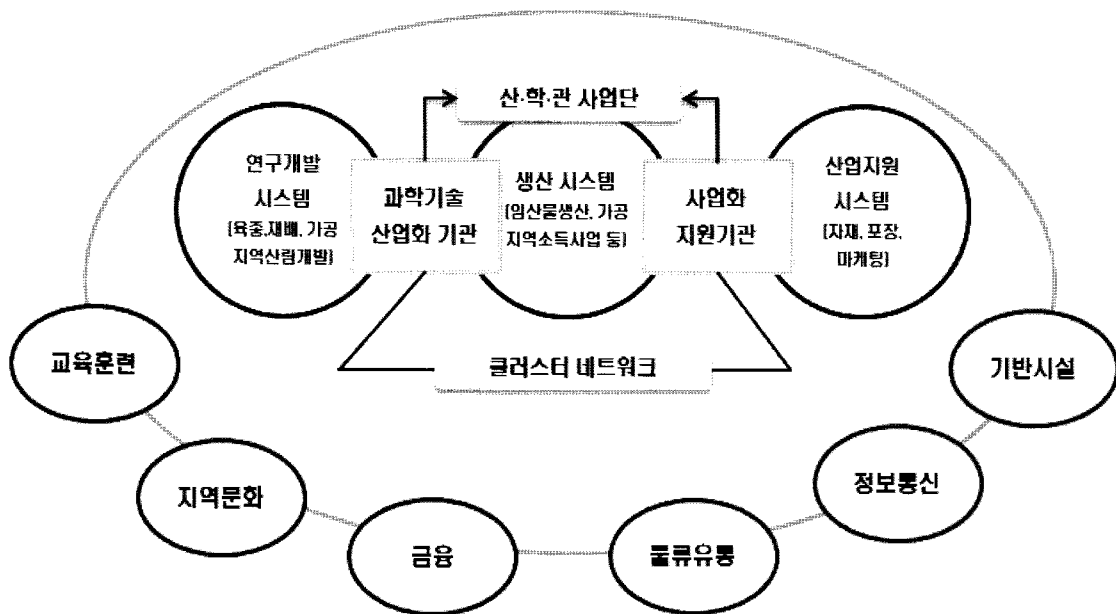 산·학·관 사업단
연구개발
시스템
(육종,재배, 가공
지역산림개발)
과학기술
산업화 기관
생산 시스템
(임산물생산, 가공
지역소득사업 등)
사업화
지원기관
산업지원
시스템
(자재, 포장,
마케팅)
클러스터 네트워크
교육훈련
지역문화
금융
물류유통
정보통신
기반시설